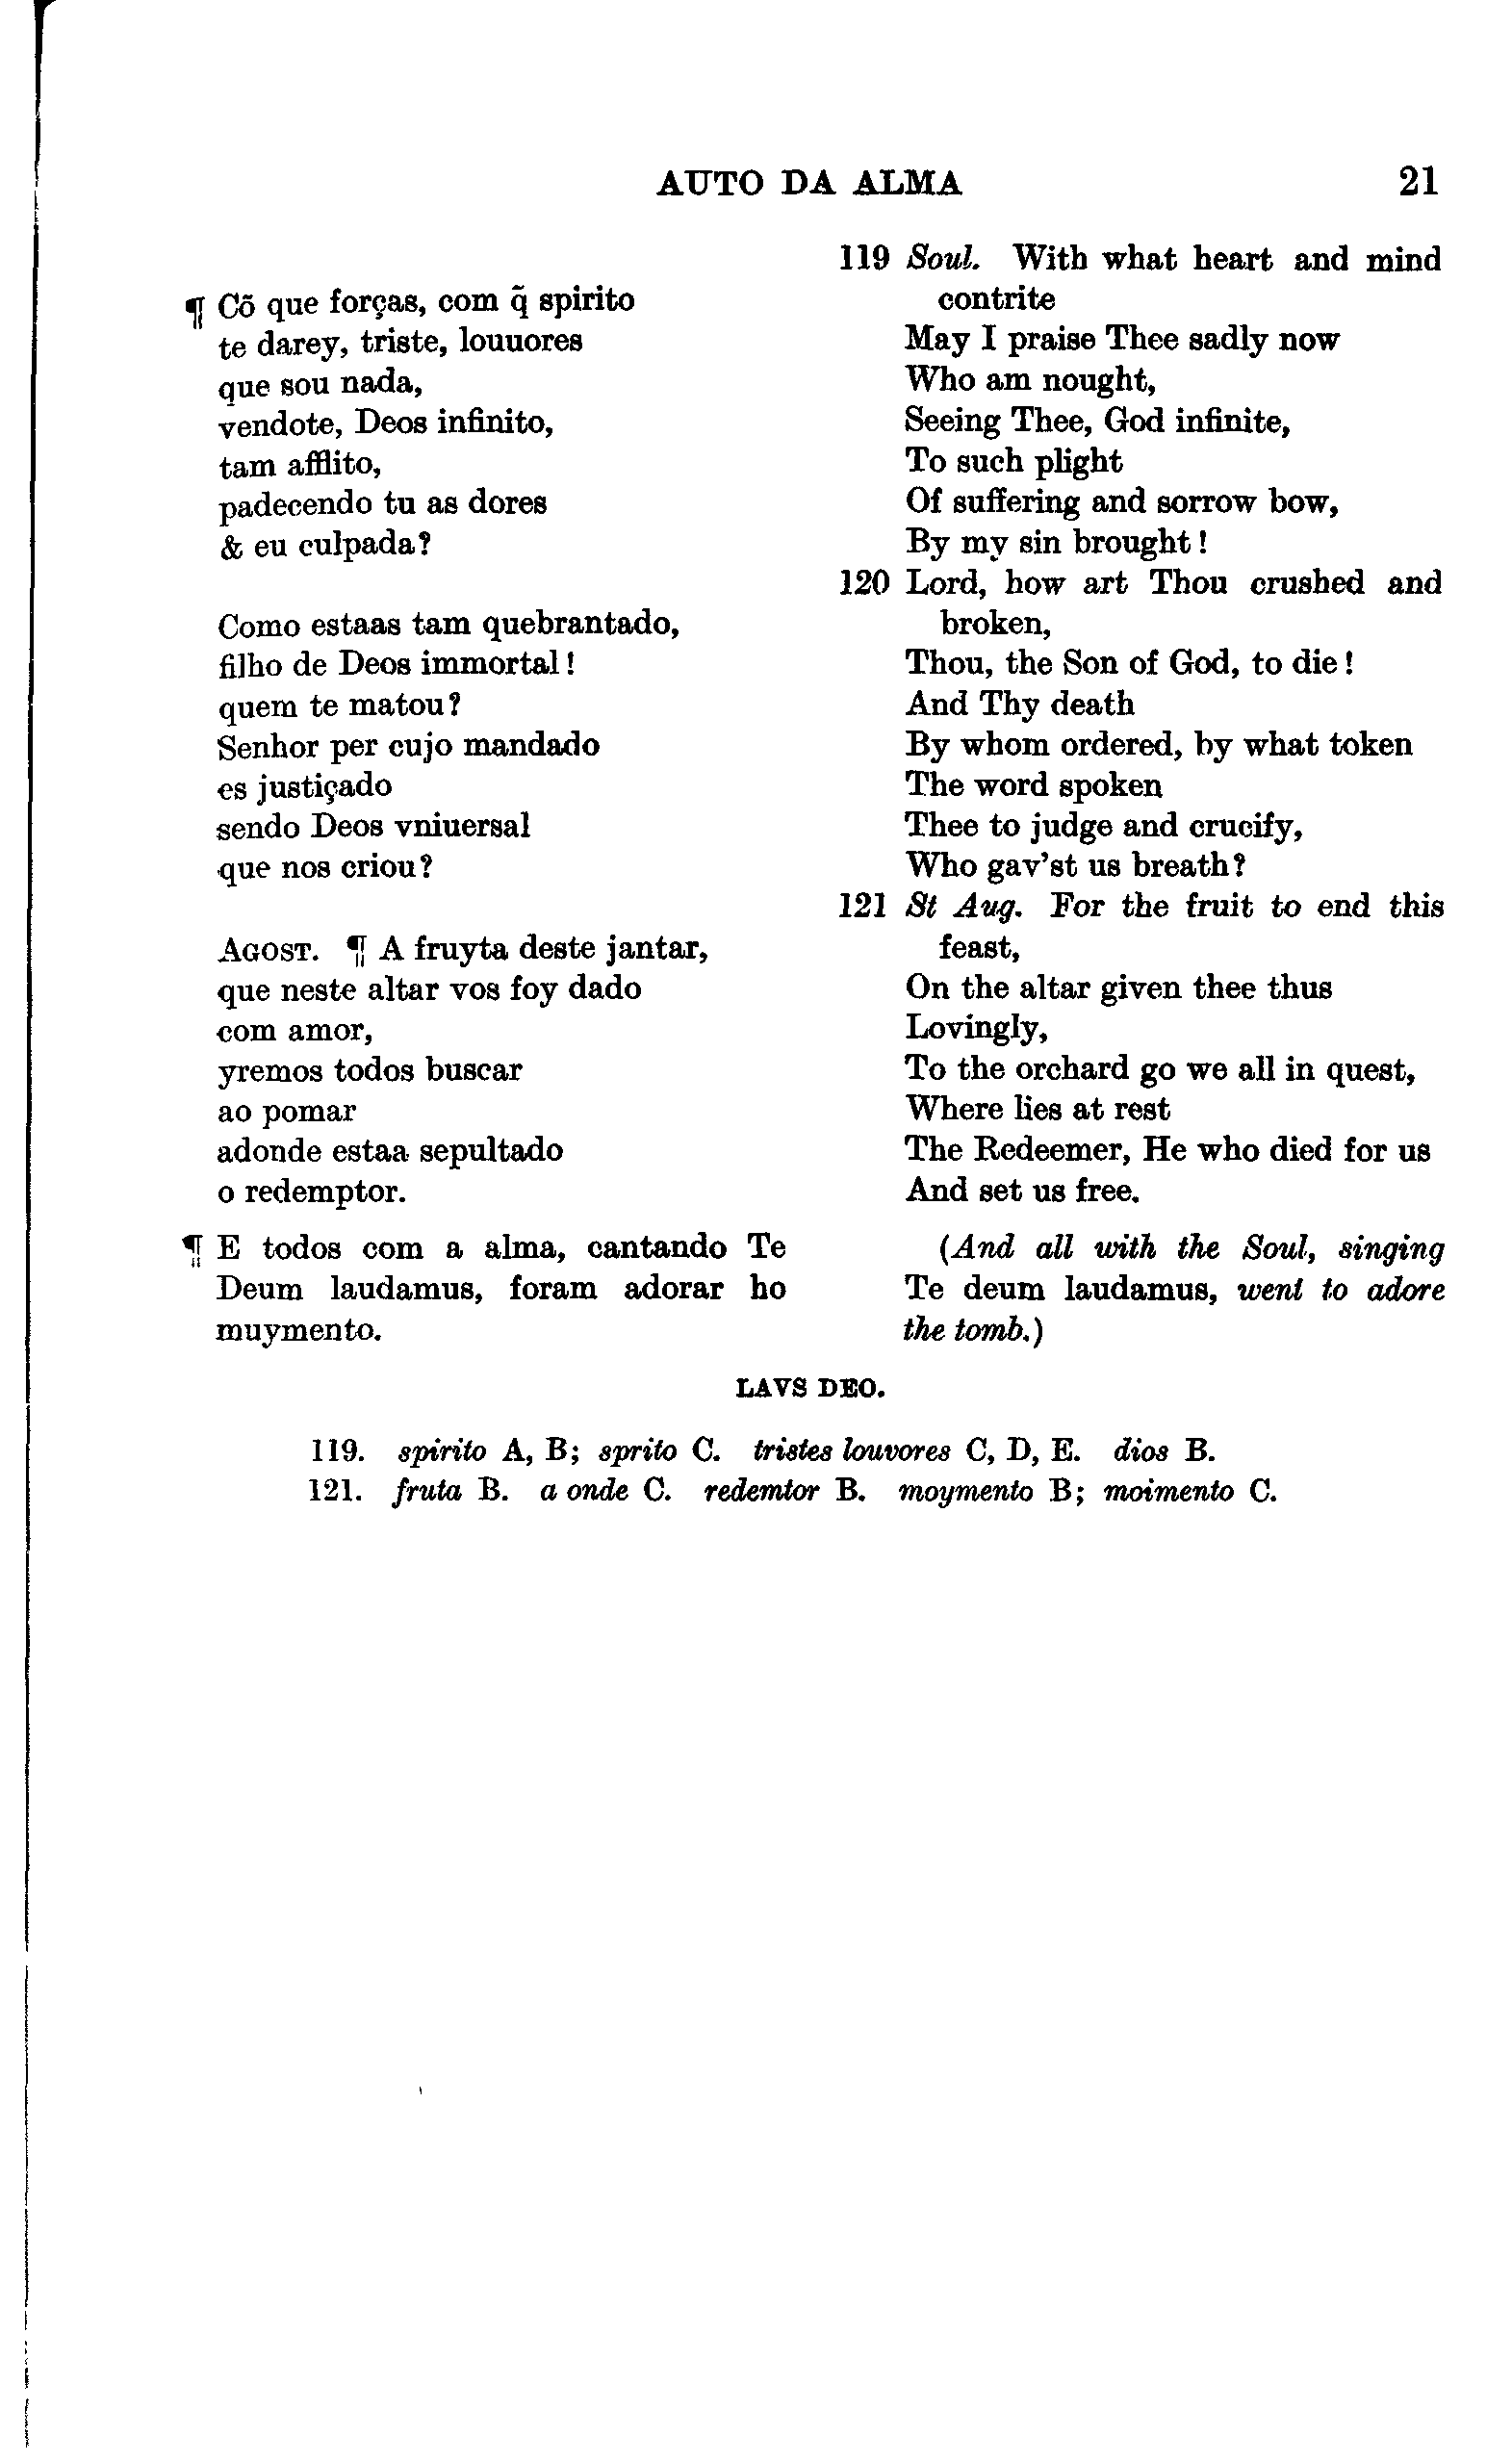 AUTO DA ALMA 21
¶ Cõ que forças, com q̃ spirito
te darey, triste, louuores
que sou nada,
vendote, Deos infinito,
tam afflito,
padecendo tu as dores
& eu culpada?
Como estaas tam quebrantado,
filho de Deos immortal!
quem te matou?
Senhor per cujo mandado
es justiçado
sendo Deos vniuersal
que nos criou?
AGOST. ¶ A fruyta deste jantar,
que neste altar vos foy dado
com amor,
yremos todos buscar
ao pomar
adonde estaa sepultado
o redemptor.
¶ E todos com a alma, cantando Te
Deum laudamus, foram adorar ho
muymento.
119 Soul. With what heart and mind
contrite
May I praise Thee sadly now
Who am nought,
Seeing Thee, God infinite,
To such plight
Of suffering and sorrow bow,
By my sin brought!
120 Lord, how art Thou crushed and
broken,
Thou, the Son of God, to die!
And Thy death
By whom ordered, by what token
The word spoken
Thee to judge and crucify,
Who gav'st us breath?
121 St Aug. For the fruit to end this
feast,
On the altar given thee thus
Lovingly,
To the orchard go we all in quest,
Where lies at rest
The Redeemer, He who died for us
And set us free.
(And all with the Soul, singing
Te deum laudamus, went to adore
the tomb.)
LAVS DEO.
119. spirito A, B; sprito C. tristes louvores C, D, E. dios B.
121. fruta B. a onde C. redemtor B. moymento B; moimento C.